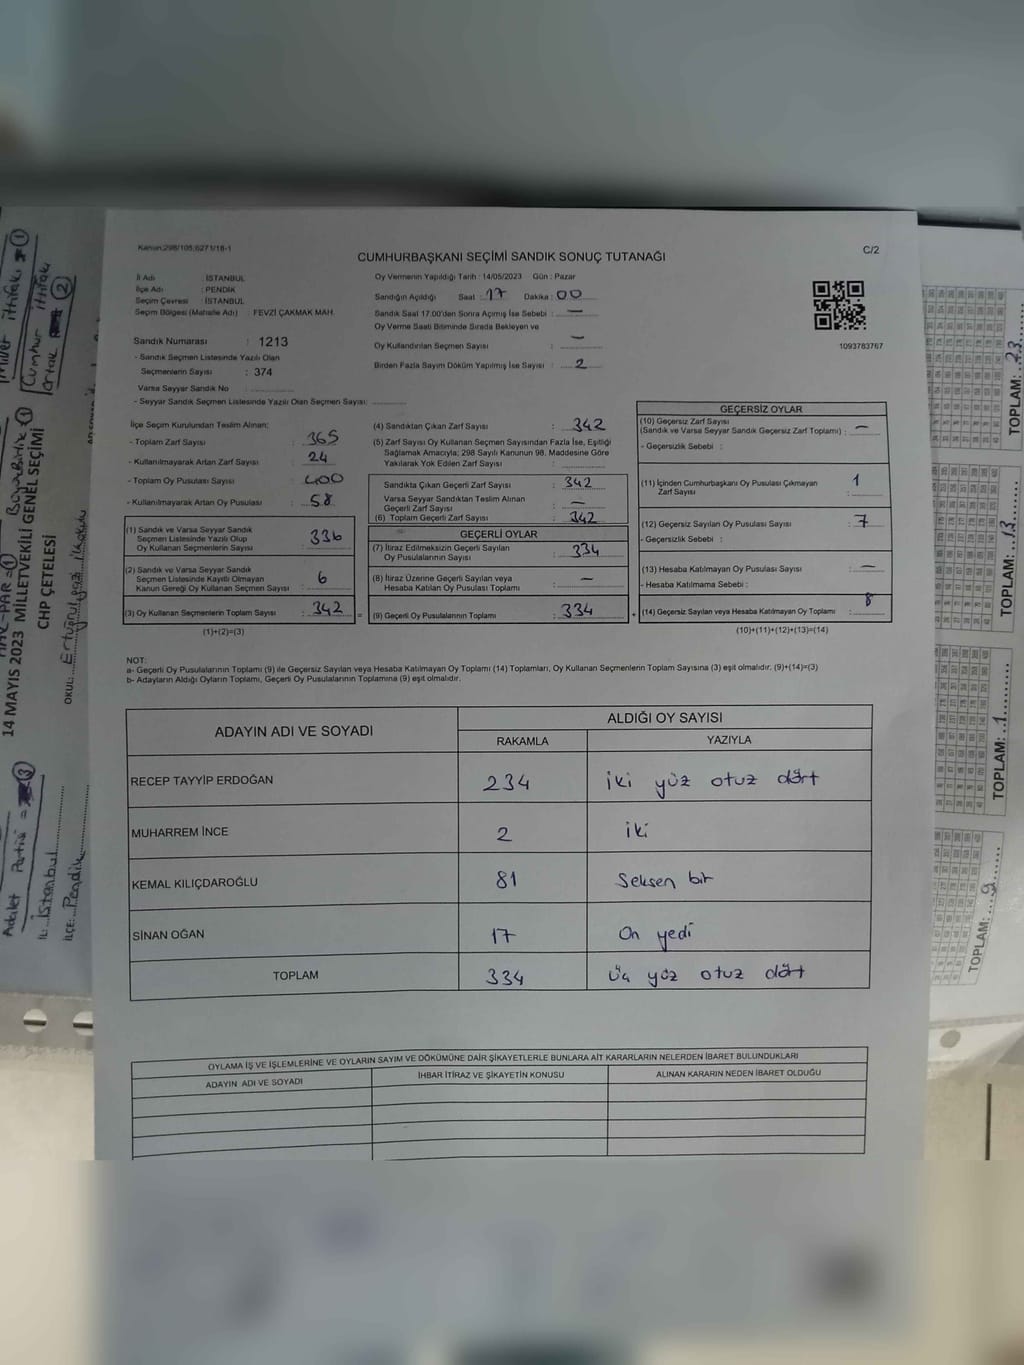 Kanun:298/105;6271/16-1
CUMHURBAŞKANI SEÇİMİ SANDIK SONUÇ TUTANAĞI
C/2
İl Adı : İSTANBUL
İlçe Adı : PENDİK
Seçim Çevresi : İSTANBUL
Seçim Bölgesi (Mahalle Adı) : FEVZİ ÇAKMAK MAH.
Oy Vermenin Yapıldığı Tarih : 14/05/2023 Gün : Pazar
Sandığın Açıldığı Saat : 17 Dakika : 00
Sandık Saat 17:00'den Sonra Açımış İse Sebebi : —
Oy Verme Saati Bitiminde Sırada Bekleyen ve
Oy Kullandırılan Seçmen Sayısı : —
Birden Fazla Sayım Döküm Yapılmış İse Sayısı : 2
1093783767
Sandık Numarası : 1213
- Sandık Seçmen Listesinde Yazılı Olan
Seçmenlerin Sayısı : 374
Varsa Seyyar Sandık No :
- Seyyar Sandık Seçmen Listesinde Yazılı Olan Seçmen Sayısı:
İlçe Seçim Kurulundan Teslim Alınan;
- Toplam Zarf Sayısı : 365
- Kullanılmayarak Artan Zarf Sayısı : 24
- Toplam Oy Pusulası Sayısı : 400
- Kullanılmayarak Artan Oy Pusulası : 58
(1) Sandık ve Varsa Seyyar Sandık
Seçmen Listesinde Yazılı Olup
Oy Kullanan Seçmenlerin Sayısı : 336
(2) Sandık ve Varsa Seyyar Sandık
Seçmen Listesinde Kayıtlı Olmayan
Kanun Gereği Oy Kullanan Seçmen Sayısı : 6
(3) Oy Kullanan Seçmenlerin Toplam Sayısı : 342 =
(1)+(2)=(3)
(4) Sandıktan Çıkan Zarf Sayısı : 342
(5) Zarf Sayısı Oy Kullanan Seçmen Sayısından Fazla İse, Eşitliği
Sağlamak Amacıyla; 298 Sayılı Kanunun 98. Maddesine Göre
Yakılarak Yok Edilen Zarf Sayısı :
Sandıkta Çıkan Geçerli Zarf Sayısı : 342
Varsa Seyyar Sandıktan Teslim Alınan
Geçerli Zarf Sayısı : —
(6) Toplam Geçerli Zarf Sayısı : 342
GEÇERLİ OYLAR
(7) İtiraz Edilmeksizin Geçerli Sayılan
Oy Pusulalarının Sayısı : 334
(8) İtiraz Üzerine Geçerli Sayılan veya
Hesaba Katılan Oy Pusulaları Toplamı : —
(9) Geçerli Oy Pusulalarının Toplamı : 334 +
GEÇERSİZ OYLAR
(10) Geçersiz Zarf Sayısı
(Sandık ve Varsa Seyyar Sandık Geçersiz Zarf Toplamı) : —
- Geçersizlik Sebebi :
(11) İçinden Cumhurbaşkanı Oy Pusulası Çıkmayan
Zarf Sayısı : 1
(12) Geçersiz Sayılan Oy Pusulası Sayısı : 7
- Geçersizlik Sebebi :
(13) Hesaba Katılmayan Oy Pusulası Sayısı : —
- Hesaba Katılmama Sebebi :
(14) Geçersiz Sayılan veya Hesaba Katılmayan Oy Toplamı : 8
(10)+(11)+(12)+(13)=(14)
NOT:
a- Geçerli Oy Pusulalarının Toplamı (9) ile Geçersiz Sayılan veya Hesaba Katılmayan Oy Toplamı (14) Toplamları, Oy Kullanan Seçmenlerin Toplam Sayısına (3) eşit olmalıdır. (9)+(14)=(3)
b- Adayların Aldığı Oyların Toplamı, Geçerli Oy Pusulalarının Toplamına (9) eşit olmalıdır.
ADAYIN ADI VE SOYADI
ALDIĞI OY SAYISI
RAKAMLA YAZIYLA
RECEP TAYYİP ERDOĞAN 234 iki yüz otuz dört
MUHARREM İNCE 2 iki
KEMAL KILIÇDAROĞLU 81 Seksen bir
SİNAN OĞAN 17 On yedi
TOPLAM 334 Üç yüz otuz dört
OYLAMA İŞ VE İŞLEMLERİNE VE OYLARIN SAYIM VE DÖKÜMÜNE DAİR ŞİKAYETLERLE BUNLARA AİT KARARLARIN NELERDEN İBARET BULUNDUKLARI
ADAYIN ADI VE SOYADI İHBAR İTİRAZ VE ŞİKAYETİN KONUSU ALINAN KARARIN NEDEN İBARET OLDUĞU
Millet ittifakı 1
Cumhur ittifakı
ortak 2
14 MAYIS 2023 MİLLETVEKİLİ GENEL SEÇİMİ
CHP ÇETELESİ
OKUL: Ertuğrulgazi İlkokulu
Adalet Partisi = 3
İL: İstanbul
İLÇE: Pendik
TOPLAM: 23
TOPLAM: 13
TOPLAM: 1
TOPLAM: 9